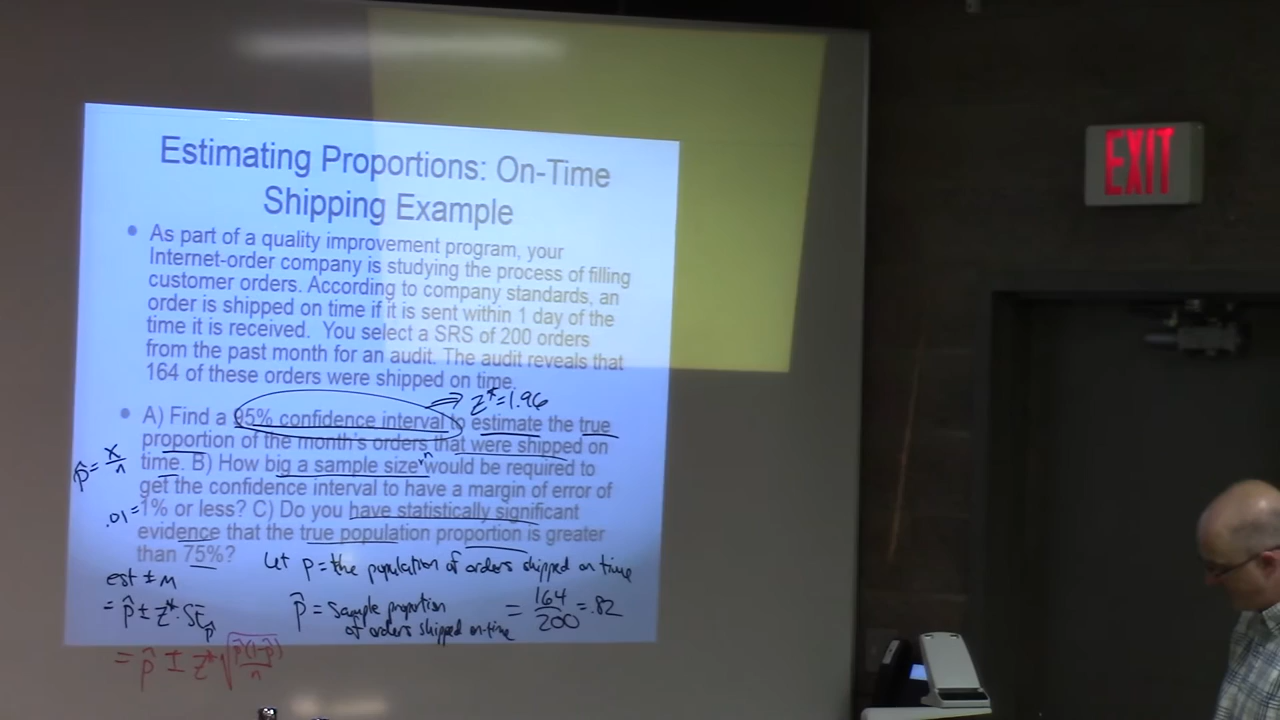 Estimating Proportions: On-Time
Shipping Example
• As part of a quality improvement program, your
Internet-order company is studying the process of filling
customer orders. According to company standards, an
order is shipped on time if it is sent within 1 day of the
time it is received. You select a SRS of 200 orders
from the past month for an audit. The audit reveals that
164 of these orders were shipped on time.
→ z*=1.96
• A) Find a 95% confidence interval to estimate the true
proportion of the month's orders that were shipped on
p̂ = x/n
time. B) How big a sample size n would be required to
get the confidence interval to have a margin of error of
.01=
1% or less? C) Do you have statistically significant
evidence that the true population proportion is greater
than 75%?
Let p = the population of orders shipped on time
est ± m
= p̂ ± z*·SE_p̂
p̂ = sample proportion of orders shipped on-time = 164/200 = .82
= p̂ ± z* √(p̂(1-p̂)/n)
EXIT